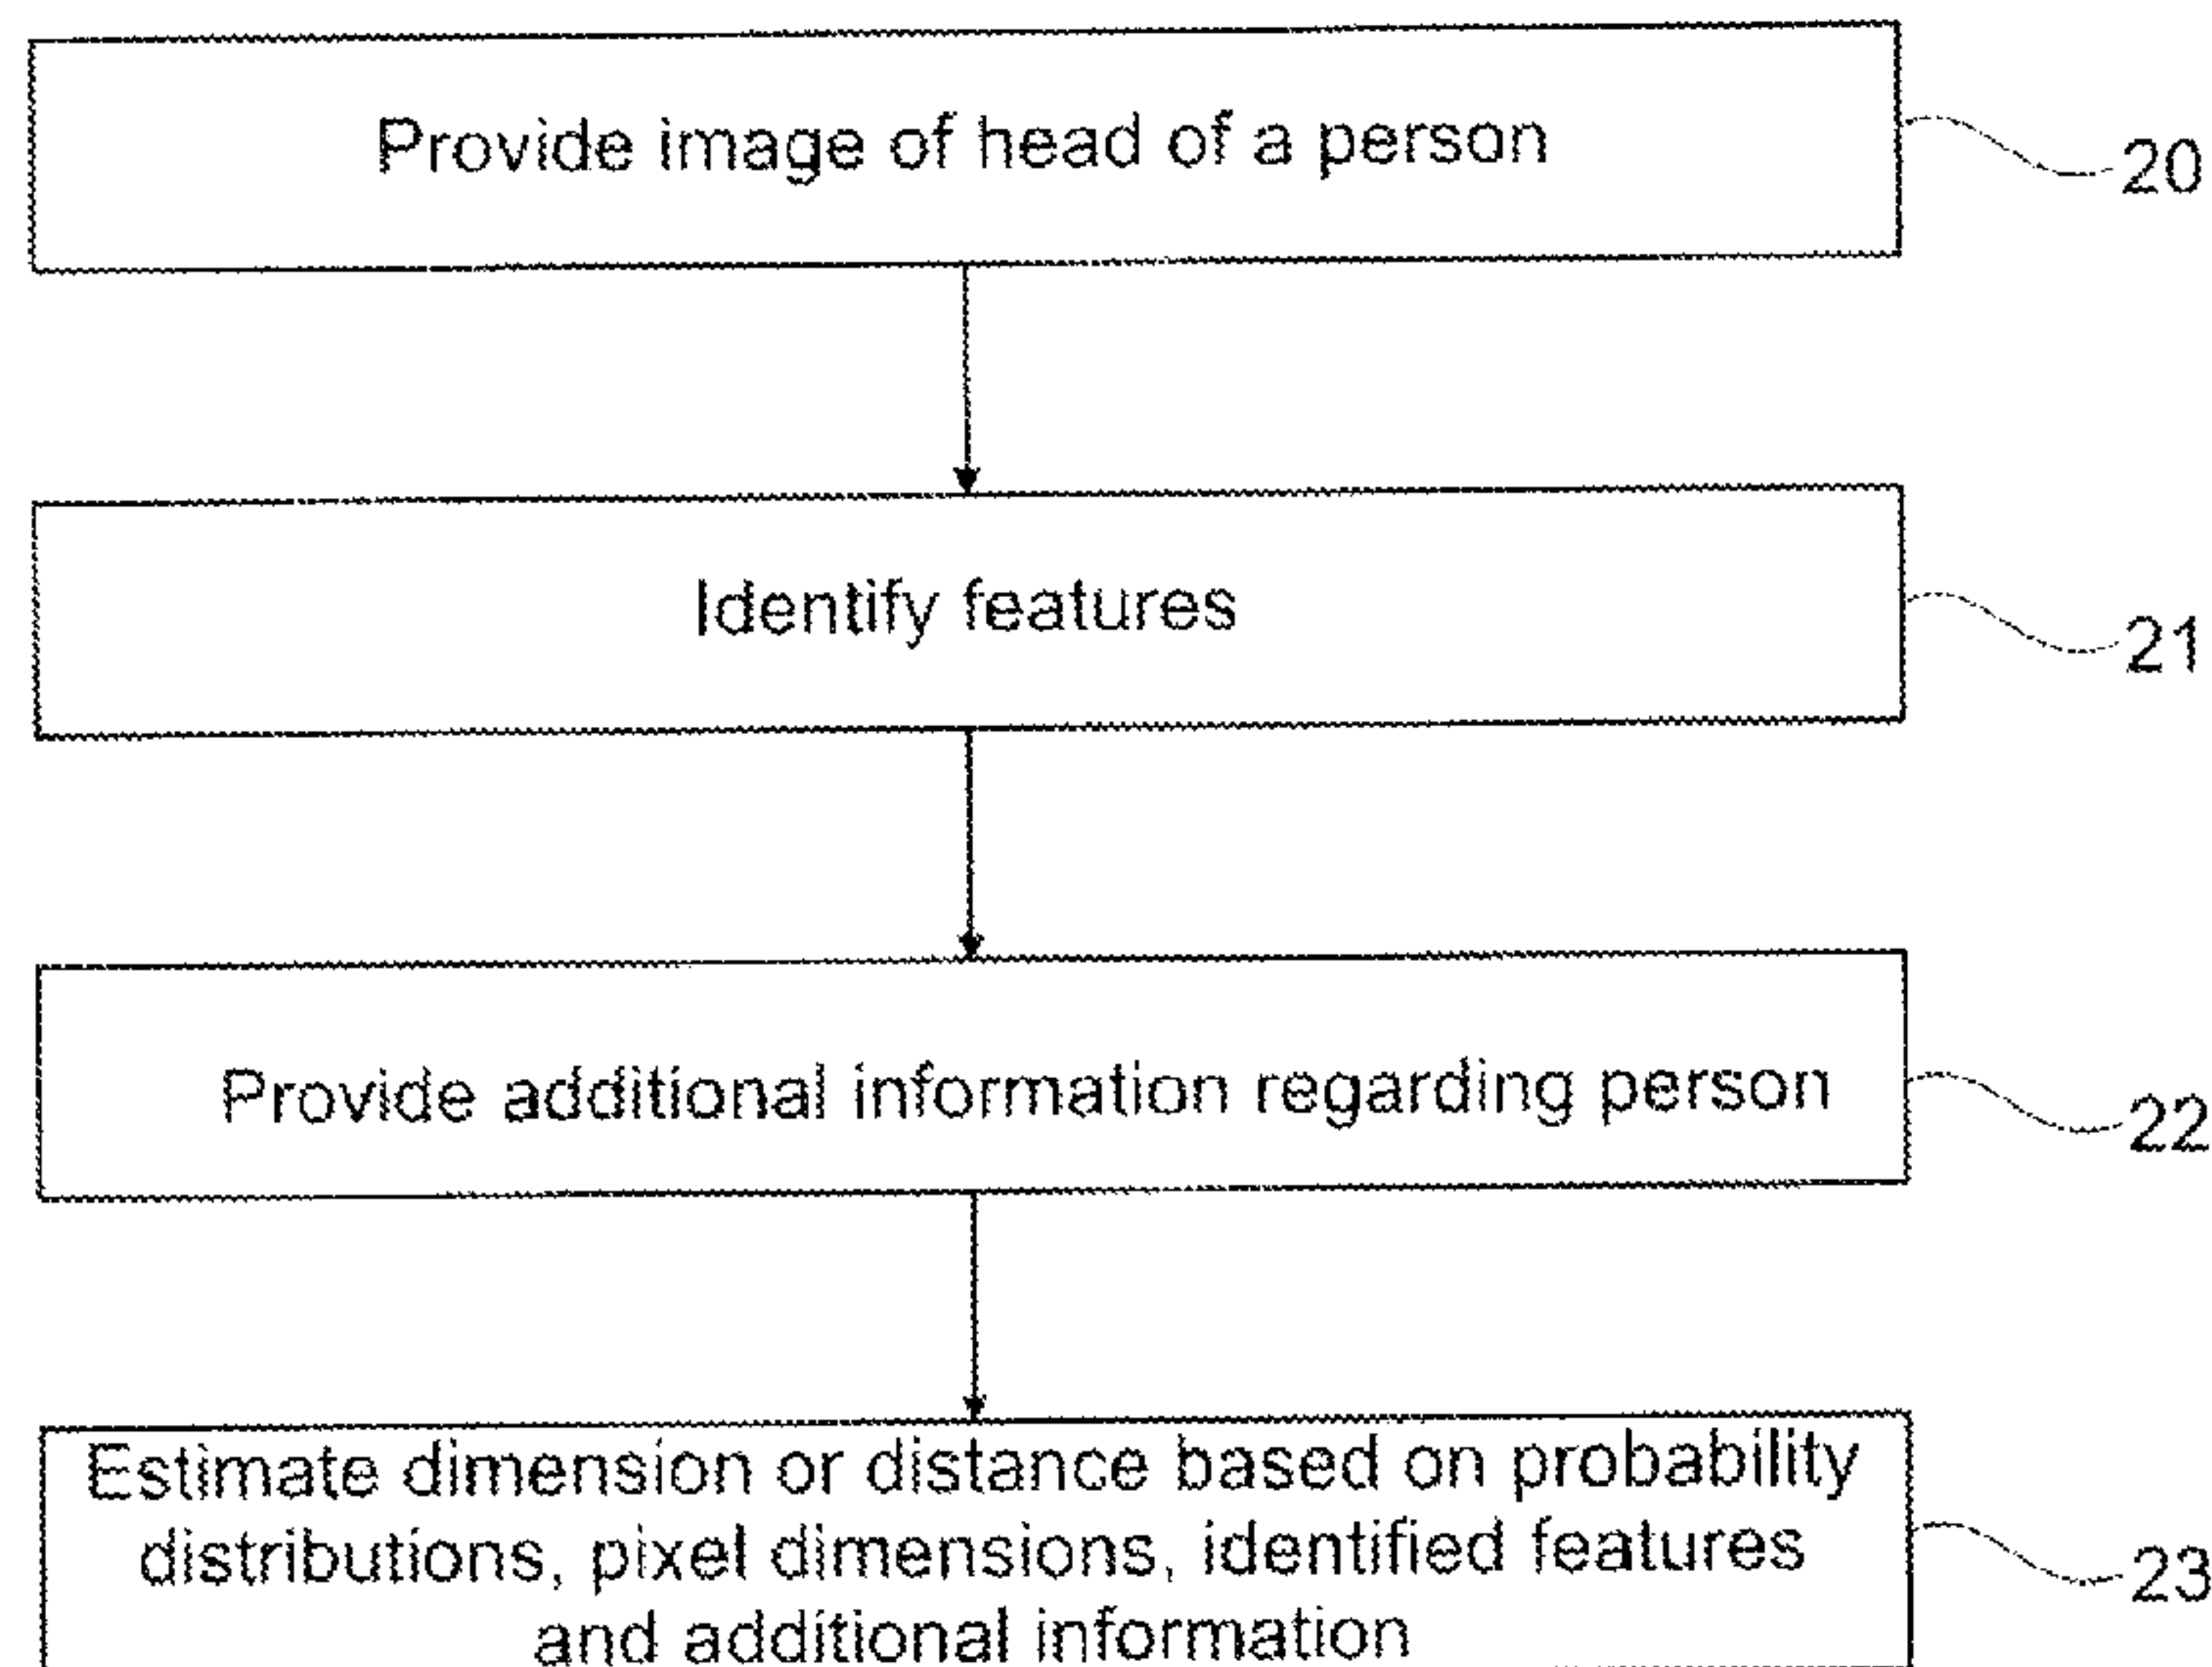 Provide image of head of a person
20
Identify features
21
Provide additional information regarding person
22
Estimate dimension or distance based on probability
distributions, pixel dimensions, identified features
and additional information
23